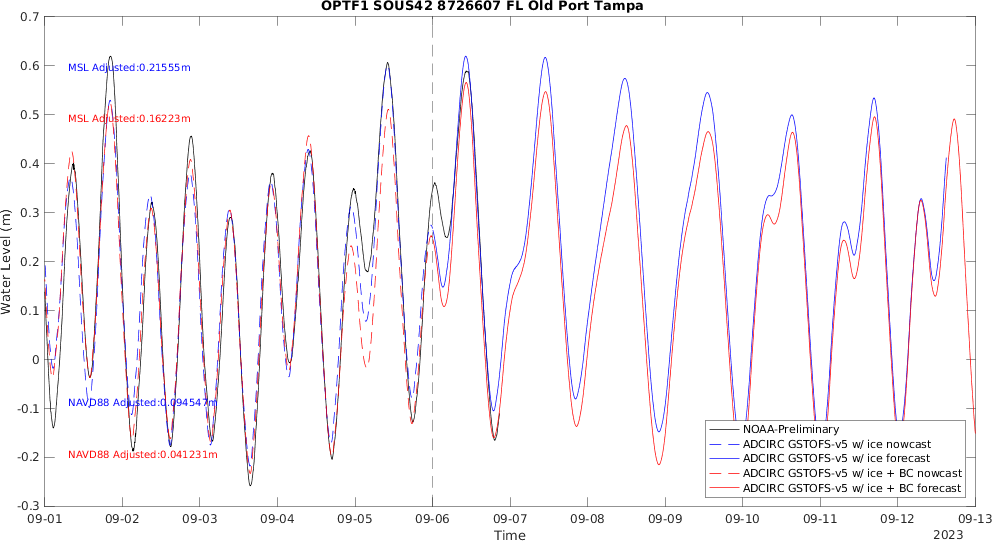 OPTF1 SOUS42 8726607 FL Old Port Tampa
0.7
0.6
0.5
0.4
0.3
0.2
0.1
0
-0.1
-0.2
-0.3
Water Level (m)
MSL Adjusted:0.21555m
MSL Adjusted:0.16223m
NAVD88 Adjusted:0.094547m
NAVD88 Adjusted:0.041231m
NOAA-Preliminary
ADCIRC GSTOFS-v5 w/ ice nowcast
ADCIRC GSTOFS-v5 w/ ice forecast
ADCIRC GSTOFS-v5 w/ ice + BC nowcast
ADCIRC GSTOFS-v5 w/ ice + BC forecast
09-01 09-02 09-03 09-04 09-05 09-06 09-07 09-08 09-09 09-10 09-11 09-12 09-13
Time
2023